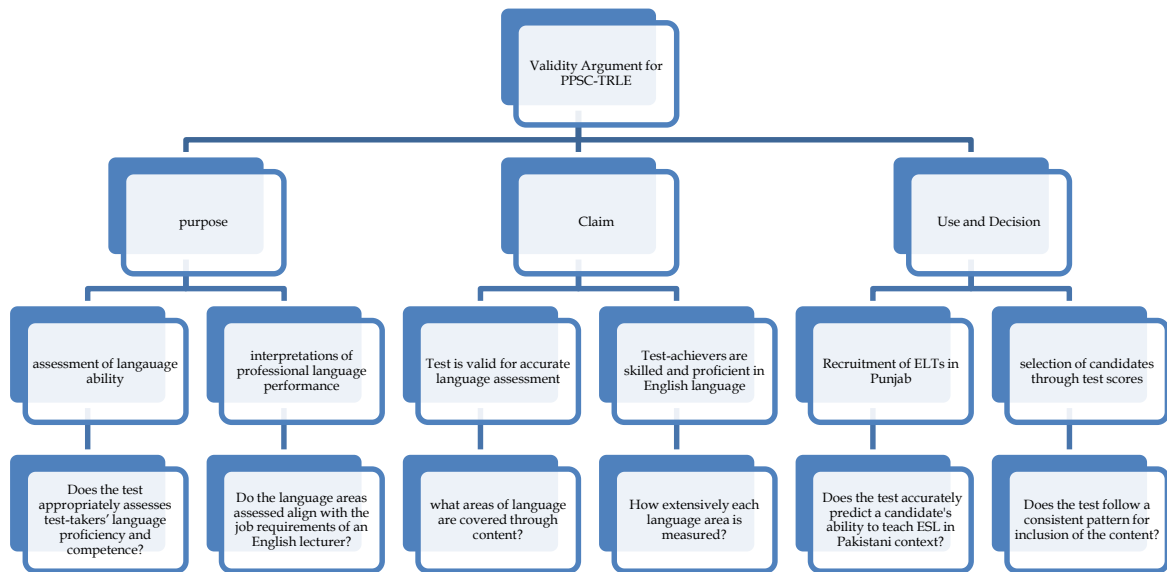 Validity Argument for
PPSC-TRLE
purpose
Claim
Use and Decision
assessment of langauage
ability
interpretations of
professional language
performance
Test is valid for accurate
language assessment
Test-achievers are
skilled and proficient in
English language
Recruitment of ELTs in
Punjab
selection of candidates
through test scores
Does the test
appropriately assesses
test-takers’ language
proficiency and
competence?
Do the language areas
assessed align with the
job requirements of an
English lecturer?
what areas of language
are covered through
content?
How extensively each
language area is
measured?
Does the test accurately
predict a candidate's
ability to teach ESL in
Pakistani context?
Does the test follow a
consistent pattern for
inclusion of the content?